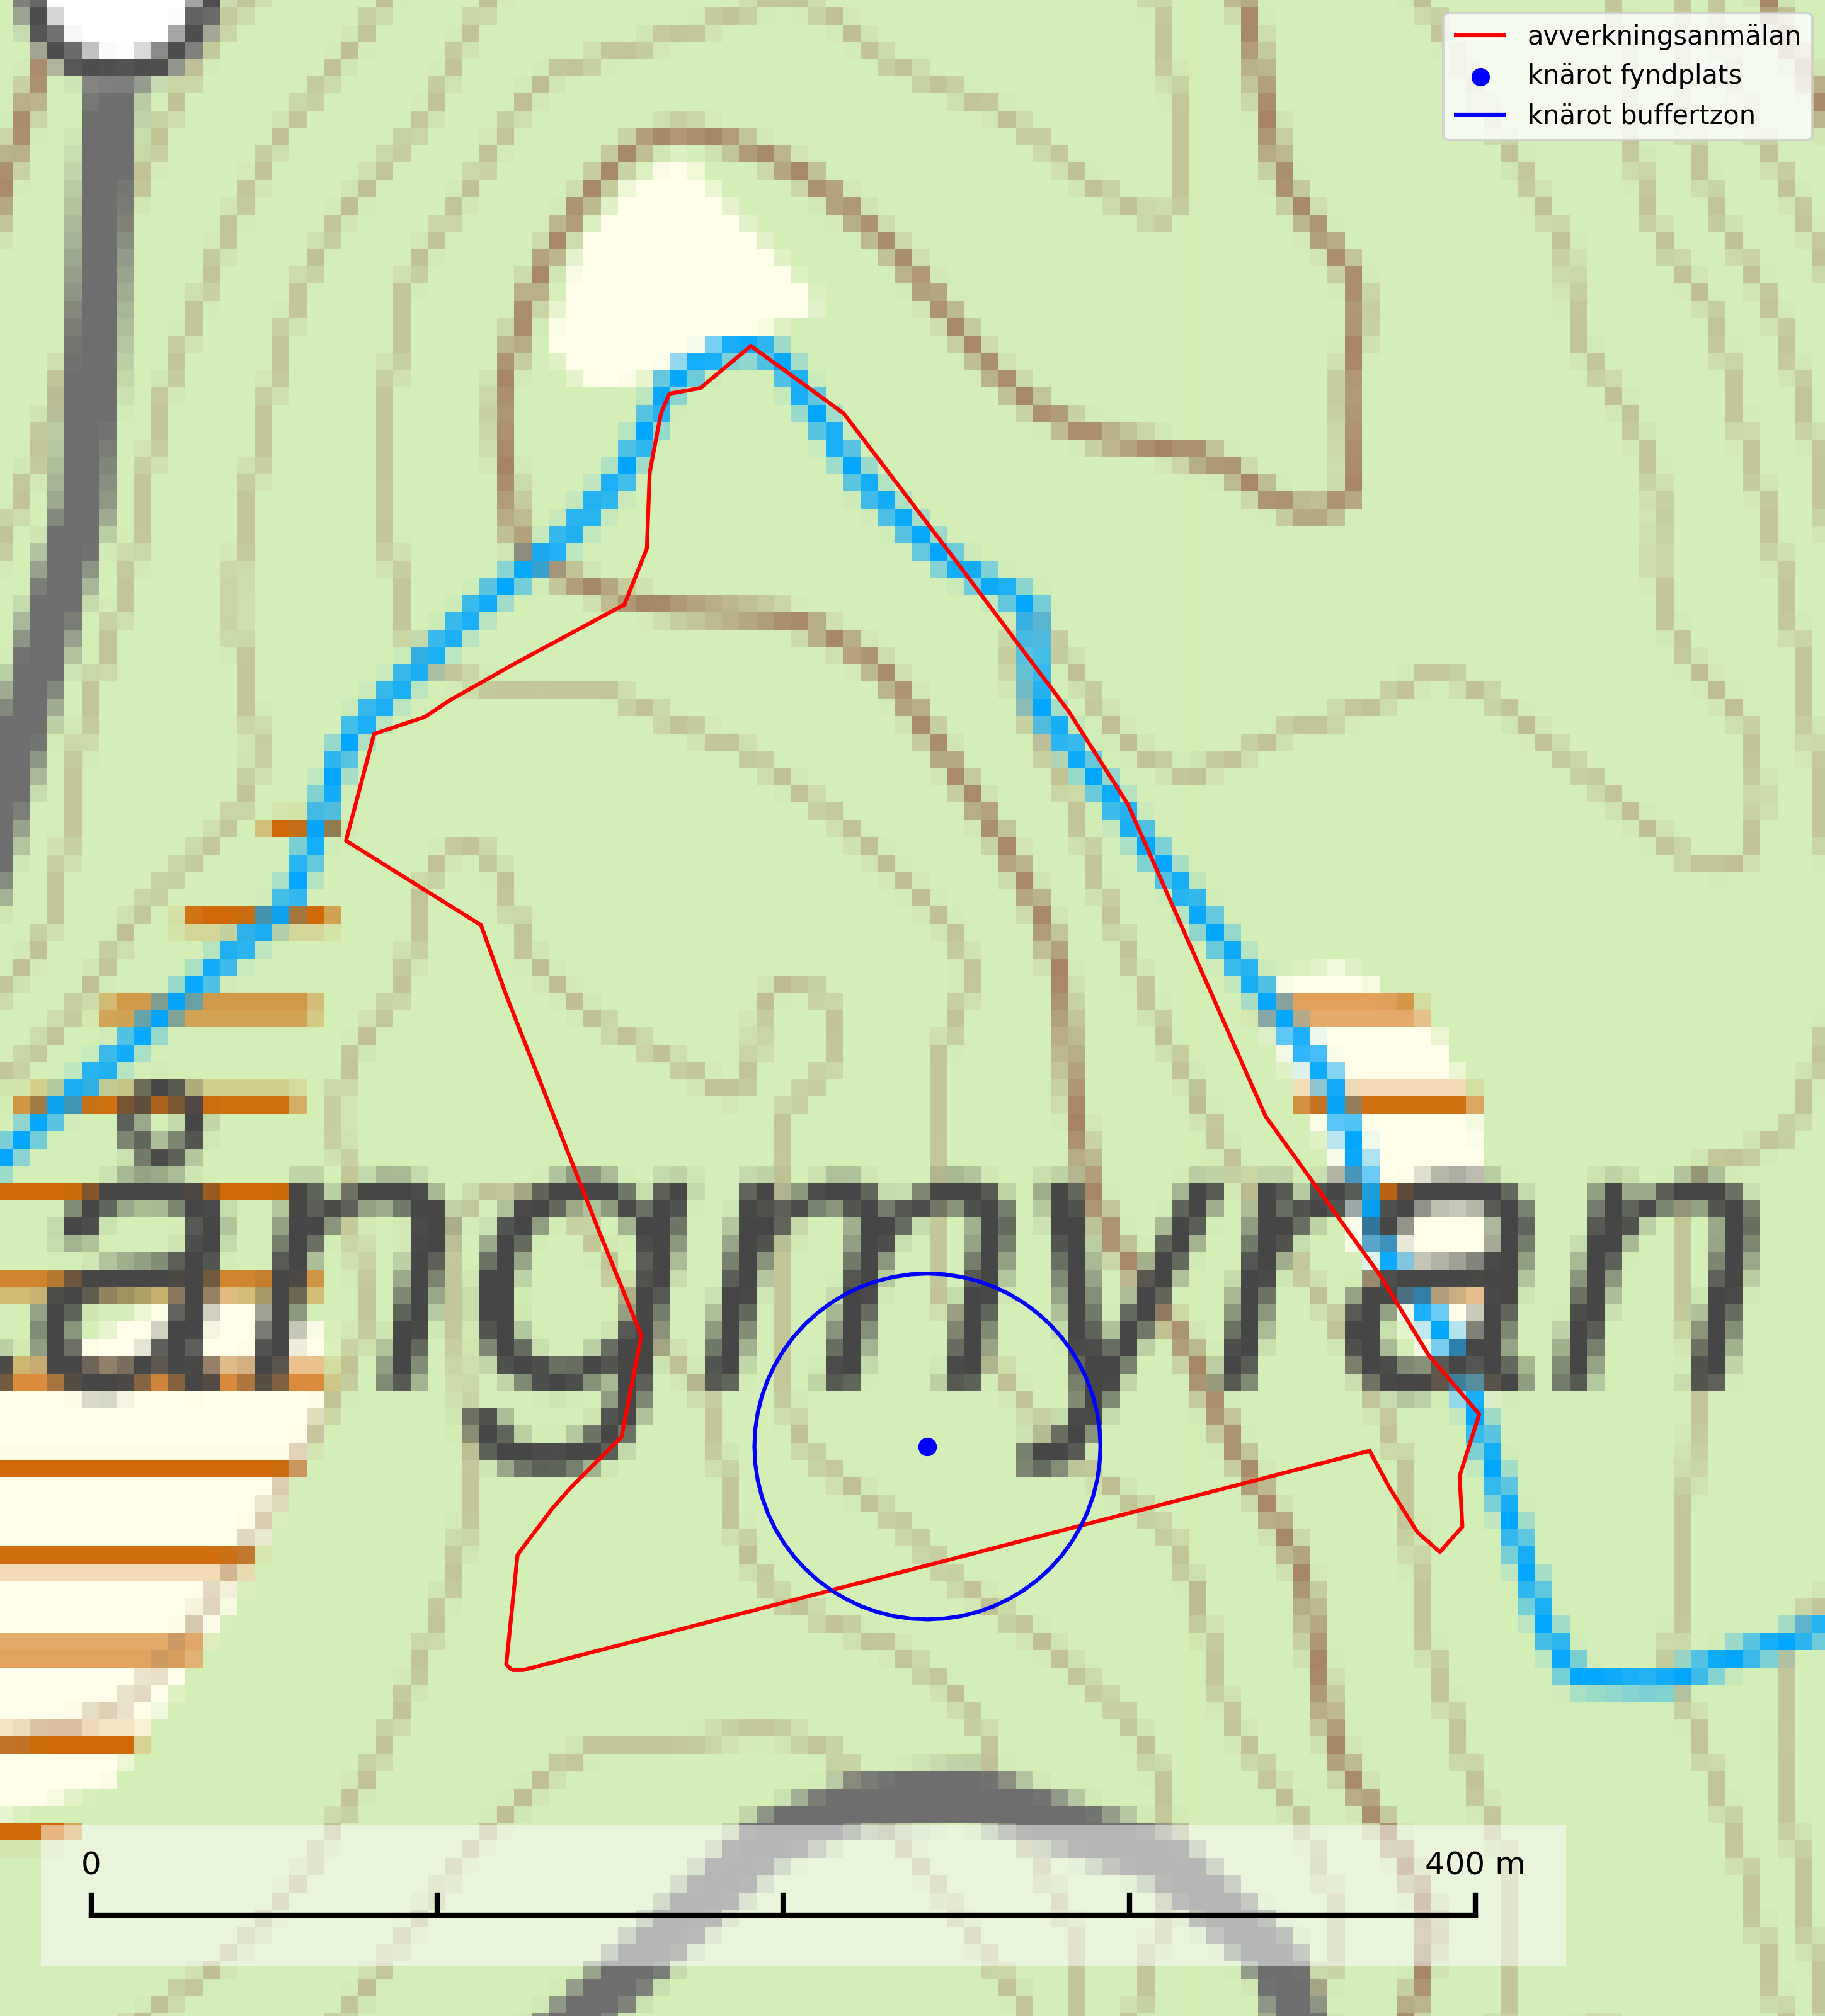 avverkningsanmälan
knärot fyndplats
knärot buffertzon
ångmyran
0 400 m